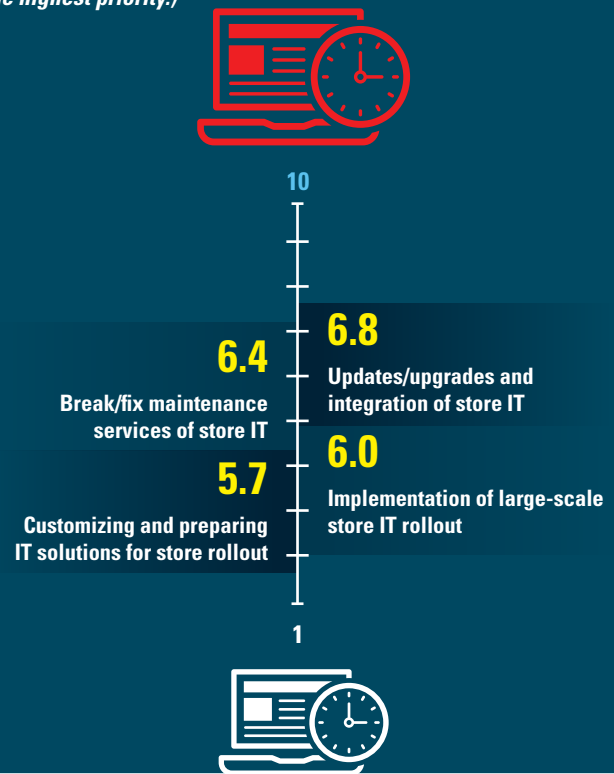 highest priority.)
10
6.8
Updates/upgrades and
integration of store IT
6.4
Break/fix maintenance
services of store IT
6.0
Implementation of large-scale
store IT rollout
5.7
Customizing and preparing
IT solutions for store rollout
1